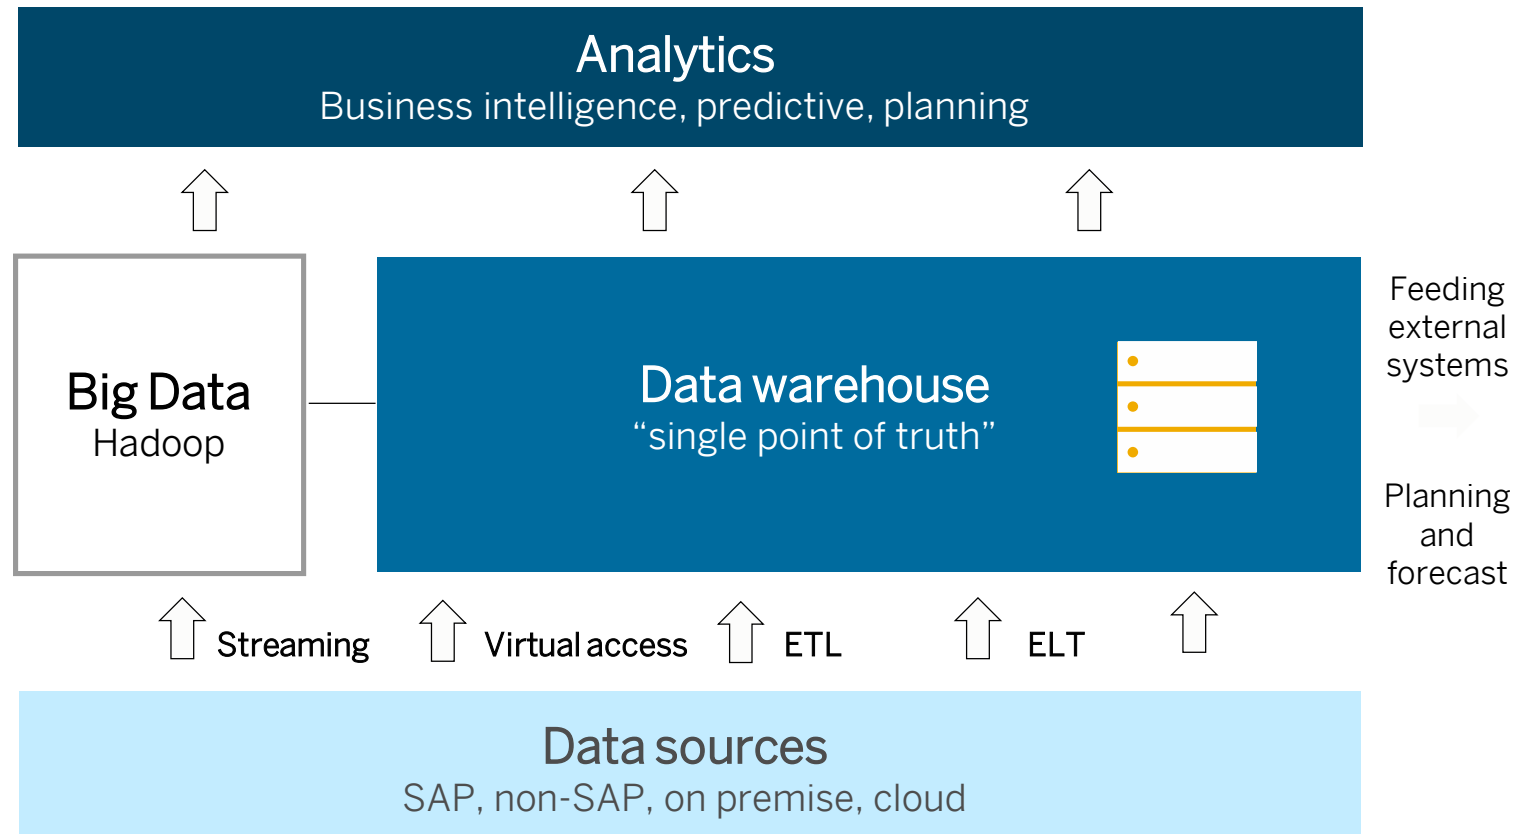 Analytics
Business intelligence, predictive, planning
Big Data
Hadoop
Data warehouse
“single point of truth”
Feeding
external
systems
Planning
and
forecast
Streaming
Virtual access
ETL
ELT
Data sources
SAP, non-SAP, on premise, cloud